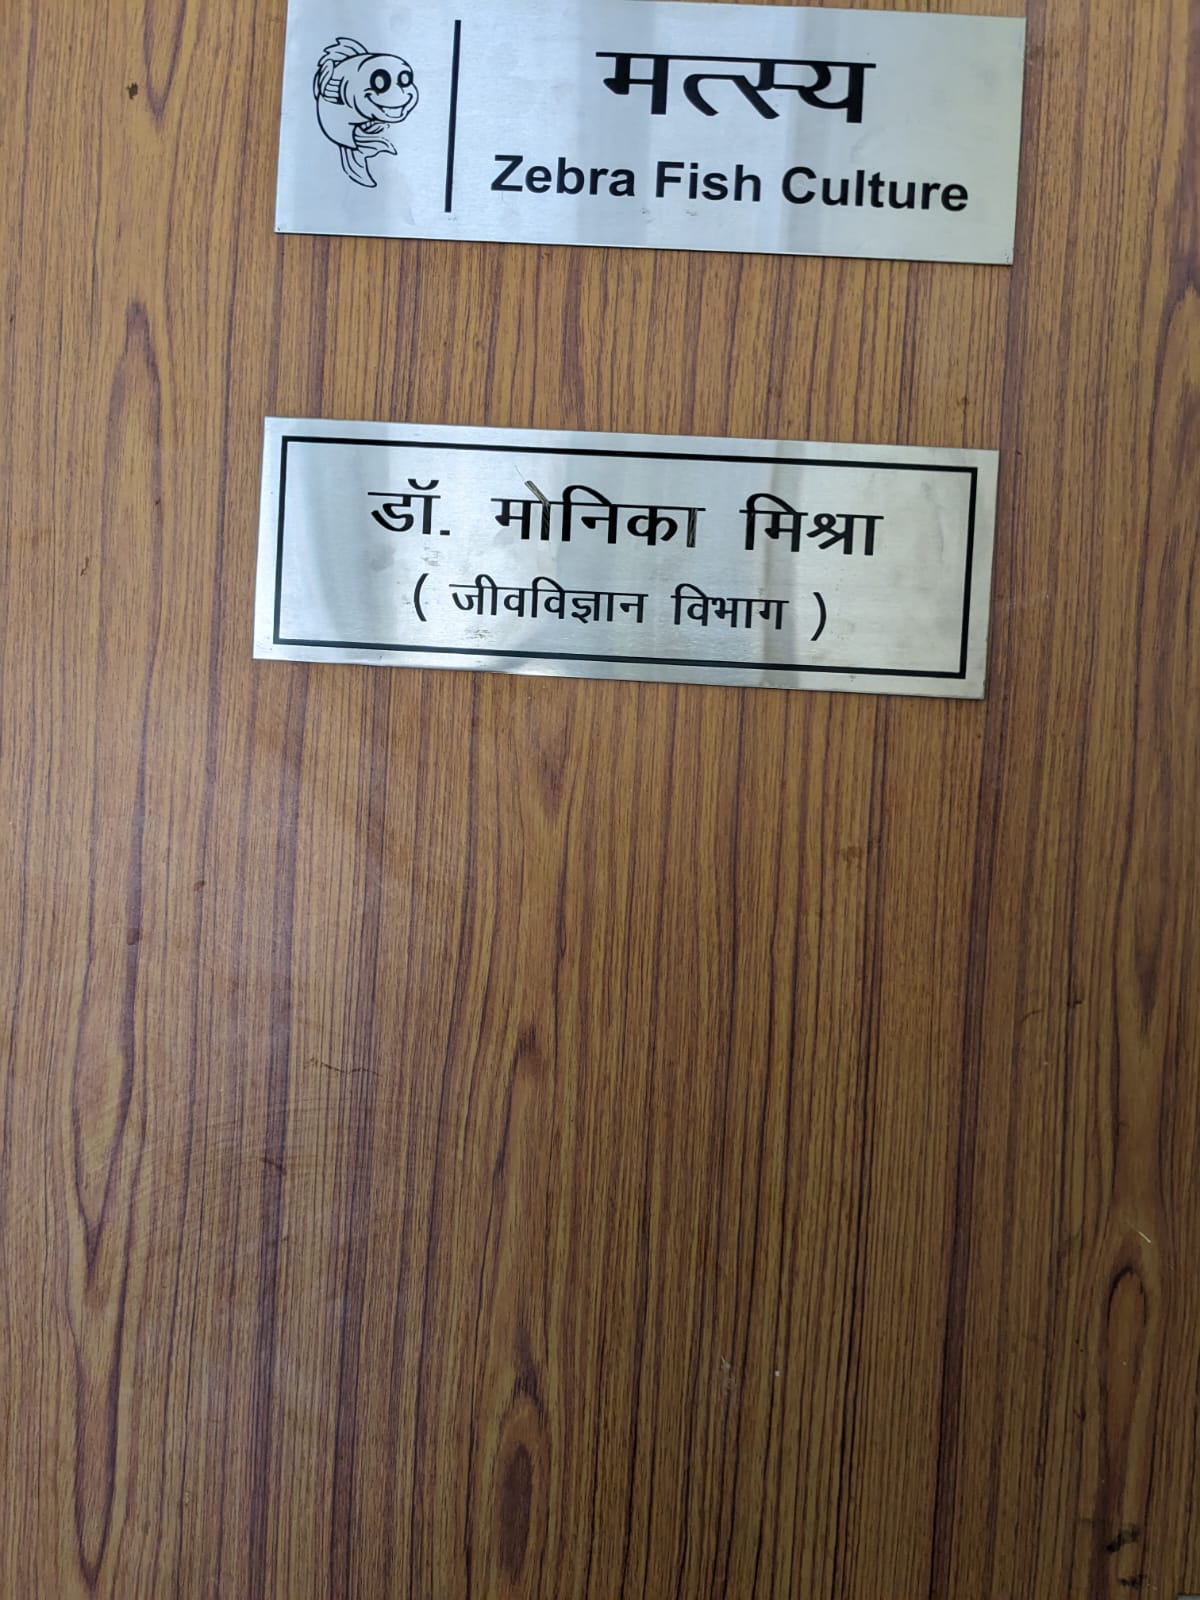 मत्स्य
Zebra Fish Culture
डॉ. मोनिका मिश्रा
( जीवविज्ञान विभाग )